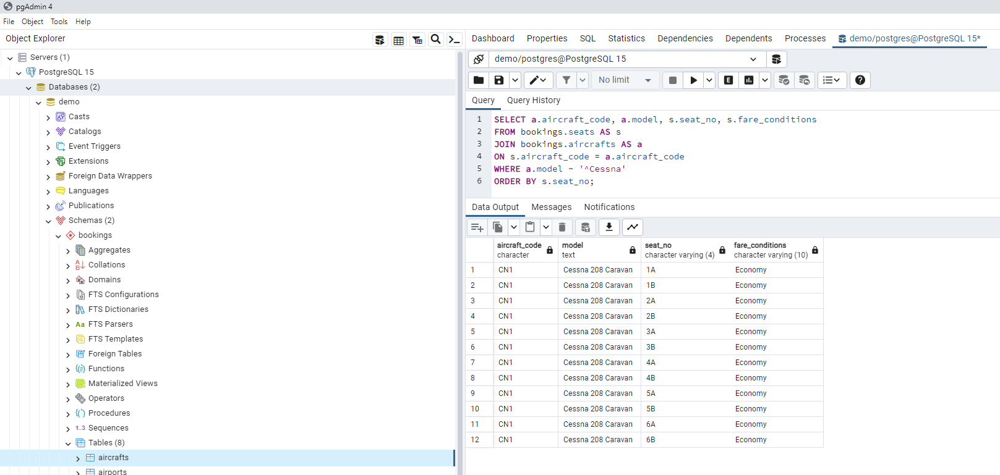 pgAdmin 4
File Object Tools Help
Object Explorer
Servers (1)
PostgreSQL 15
Databases (2)
demo
Casts
Catalogs
Event Triggers
Extensions
Foreign Data Wrappers
Languages
Publications
Schemas (2)
bookings
Aggregates
Collations
Domains
FTS Configurations
FTS Dictionaries
Aa FTS Parsers
FTS Templates
Foreign Tables
Functions
Materialized Views
Operators
Procedures
1..3 Sequences
Tables (8)
aircrafts
airports
Dashboard Properties SQL Statistics Dependencies Dependents Processes demo/postgres@PostgreSQL 15*
demo/postgres@PostgreSQL 15
No limit E
Query Query History
1 SELECT a.aircraft_code, a.model, s.seat_no, s.fare_conditions
2 FROM bookings.seats AS s
3 JOIN bookings.aircrafts AS a
4 ON s.aircraft_code = a.aircraft_code
5 WHERE a.model ~ '^Cessna'
6 ORDER BY s.seat_no;
Data Output Messages Notifications
aircraft_code model seat_no fare_conditions
character text character varying (4) character varying (10)
1 CN1 Cessna 208 Caravan 1A Economy
2 CN1 Cessna 208 Caravan 1B Economy
3 CN1 Cessna 208 Caravan 2A Economy
4 CN1 Cessna 208 Caravan 2B Economy
5 CN1 Cessna 208 Caravan 3A Economy
6 CN1 Cessna 208 Caravan 3B Economy
7 CN1 Cessna 208 Caravan 4A Economy
8 CN1 Cessna 208 Caravan 4B Economy
9 CN1 Cessna 208 Caravan 5A Economy
10 CN1 Cessna 208 Caravan 5B Economy
11 CN1 Cessna 208 Caravan 6A Economy
12 CN1 Cessna 208 Caravan 6B Economy